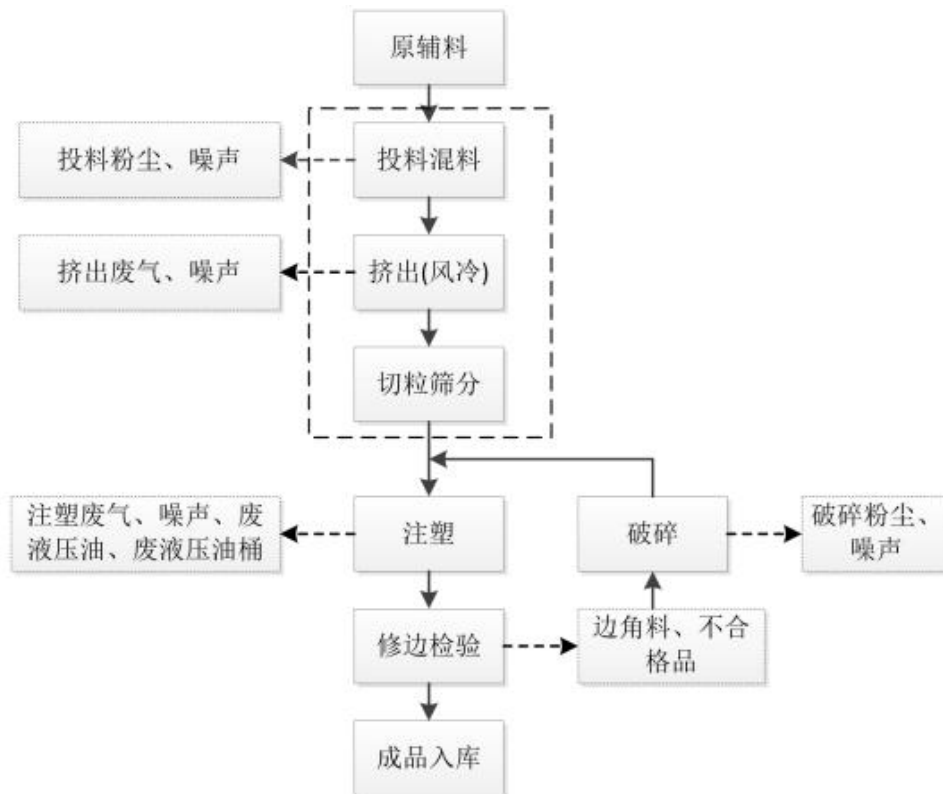 原辅料
投料粉尘、噪声
投料混料
挤出废气、噪声
挤出(风冷)
切粒筛分
注塑废气、噪声、废
液压油、废液压油桶
注塑
破碎
破碎粉尘、
噪声
修边检验
边角料、不合
格品
成品入库